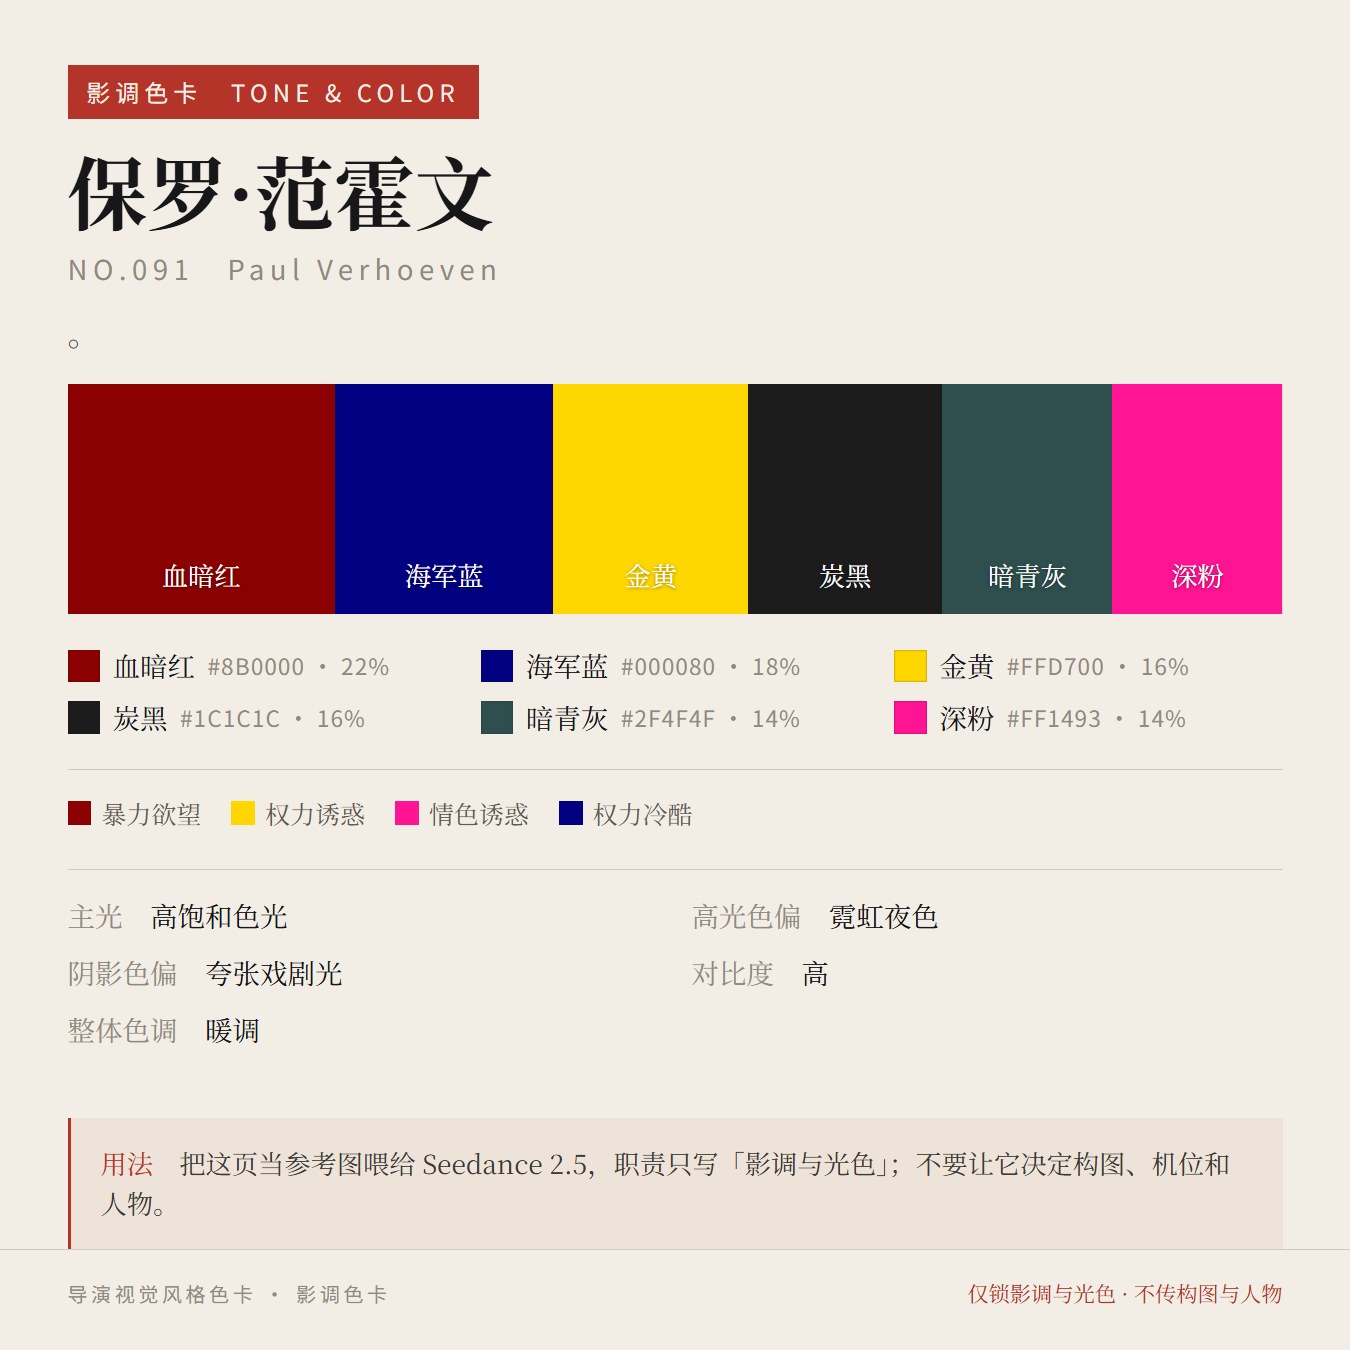 影调色卡 TONE & COLOR
保罗·范霍文
NO.091 Paul Verhoeven
。
血暗红 海军蓝 金黄 炭黑 暗青灰 深粉
血暗红 #8B0000 · 22% 海军蓝 #000080 · 18% 金黄 #FFD700 · 16%
炭黑 #1C1C1C · 16% 暗青灰 #2F4F4F · 14% 深粉 #FF1493 · 14%
暴力欲望 权力诱惑 情色诱惑 权力冷酷
主光 高饱和色光 高光色偏 霓虹夜色
阴影色偏 夸张戏剧光 对比度 高
整体色调 暖调
用法 把这页当参考图喂给 Seedance 2.5，职责只写「影调与光色」；不要让它决定构图、机位和
人物。
导演视觉风格色卡 · 影调色卡 仅锁影调与光色 · 不传构图与人物